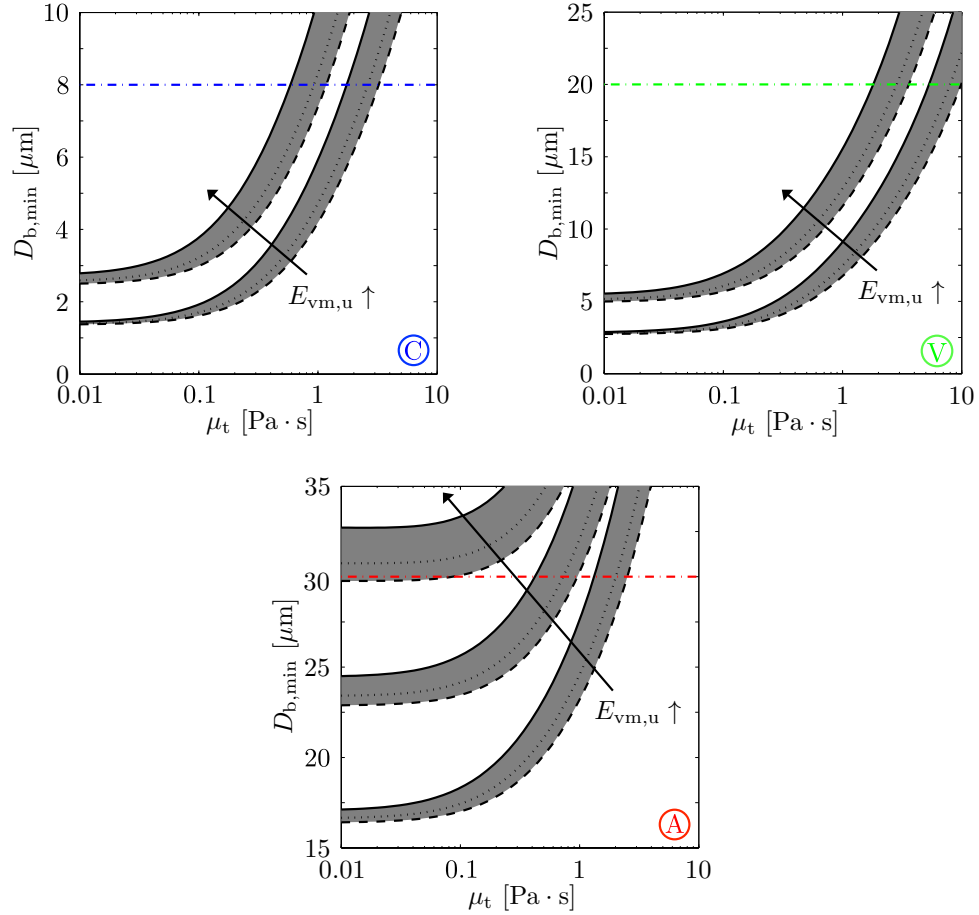 10
8
6
4
2
0
D_b,min [μm]
E_vm,u ↑
C
0.01 0.1 1 10
μ_t [Pa · s]
25
20
15
10
5
0
D_b,min [μm]
E_vm,u ↑
V
0.01 0.1 1 10
μ_t [Pa · s]
35
30
25
20
15
D_b,min [μm]
E_vm,u ↑
A
0.01 0.1 1 10
μ_t [Pa · s]